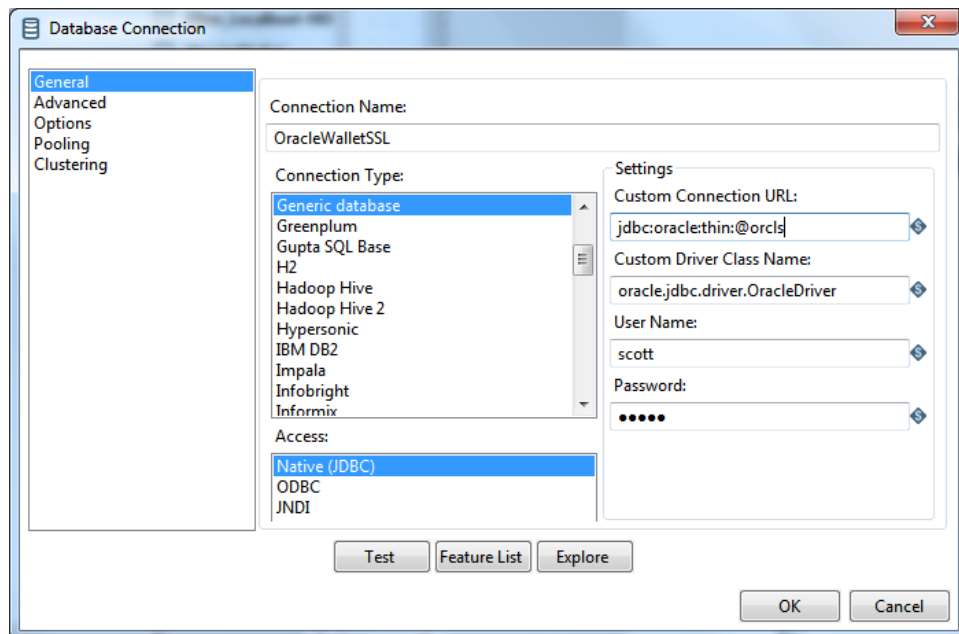 Database Connection
General
Advanced
Options
Pooling
Clustering
Connection Name:
OracleWalletSSL
Connection Type:
Generic database
Greenplum
Gupta SQL Base
H2
Hadoop Hive
Hadoop Hive 2
Hypersonic
IBM DB2
Impala
Infobright
Informix
Access:
Native (JDBC)
ODBC
JNDI
Settings
Custom Connection URL:
jdbc:oracle:thin:@orcls
Custom Driver Class Name:
oracle.jdbc.driver.OracleDriver
User Name:
scott
Password:
●●●●●
Test
Feature List
Explore
OK
Cancel